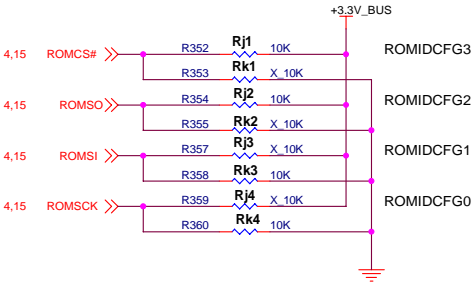 +3.3V_BUS
4,15 ROMCS# R352 Rj1 10K ROMIDCFG3
R353 Rk1 X_10K
4,15 ROMSO R354 Rj2 10K ROMIDCFG2
R355 Rk2 X_10K
4,15 ROMSI R357 Rj3 X_10K ROMIDCFG1
R358 Rk3 10K
4,15 ROMSCK R359 Rj4 X_10K ROMIDCFG0
R360 Rk4 10K